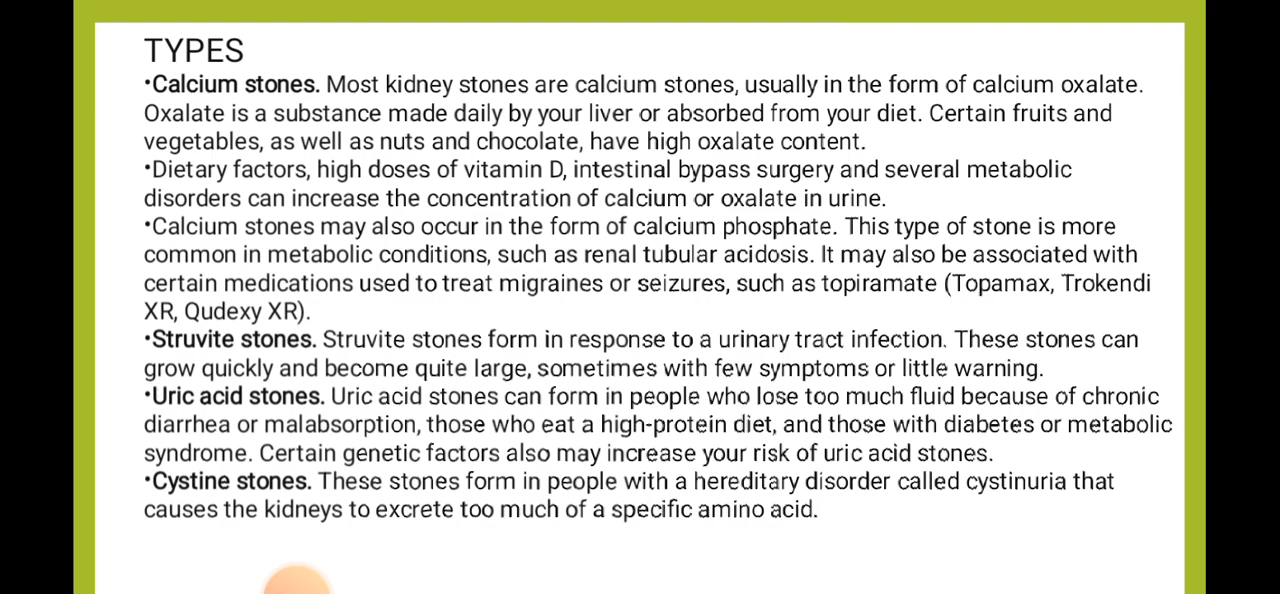 TYPES
•Calcium stones. Most kidney stones are calcium stones, usually in the form of calcium oxalate.
Oxalate is a substance made daily by your liver or absorbed from your diet. Certain fruits and
vegetables, as well as nuts and chocolate, have high oxalate content.
•Dietary factors, high doses of vitamin D, intestinal bypass surgery and several metabolic
disorders can increase the concentration of calcium or oxalate in urine.
•Calcium stones may also occur in the form of calcium phosphate. This type of stone is more
common in metabolic conditions, such as renal tubular acidosis. It may also be associated with
certain medications used to treat migraines or seizures, such as topiramate (Topamax, Trokendi
XR, Qudexy XR).
•Struvite stones. Struvite stones form in response to a urinary tract infection. These stones can
grow quickly and become quite large, sometimes with few symptoms or little warning.
•Uric acid stones. Uric acid stones can form in people who lose too much fluid because of chronic
diarrhea or malabsorption, those who eat a high-protein diet, and those with diabetes or metabolic
syndrome. Certain genetic factors also may increase your risk of uric acid stones.
•Cystine stones. These stones form in people with a hereditary disorder called cystinuria that
causes the kidneys to excrete too much of a specific amino acid.